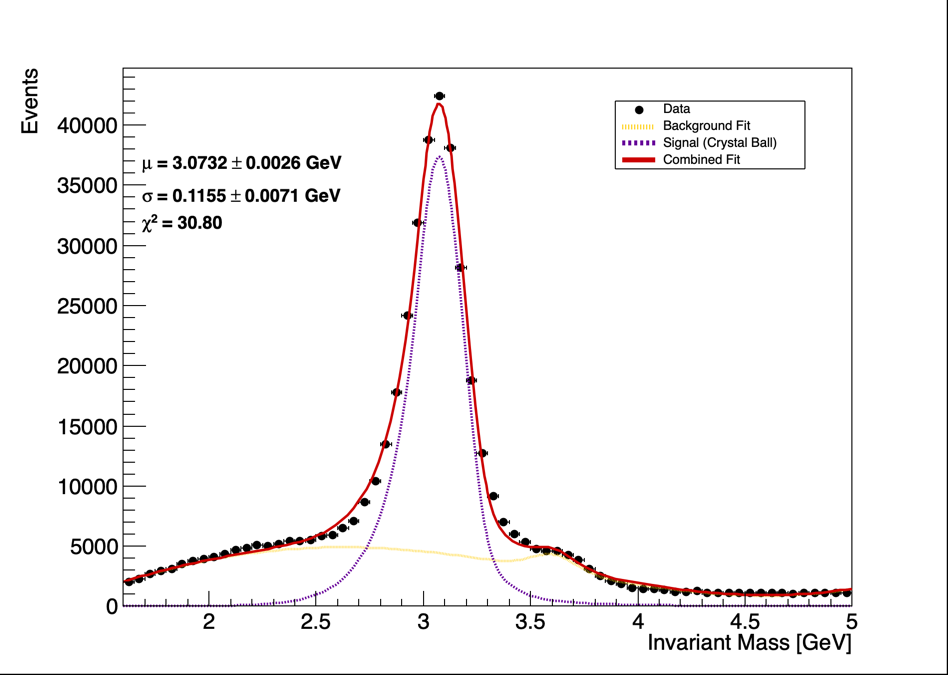 Events
40000
35000
30000
25000
20000
15000
10000
5000
0
μ = 3.0732 ± 0.0026 GeV
σ = 0.1155 ± 0.0071 GeV
χ² = 30.80
Data
Background Fit
Signal (Crystal Ball)
Combined Fit
2 2.5 3 3.5 4 4.5 5
Invariant Mass [GeV]